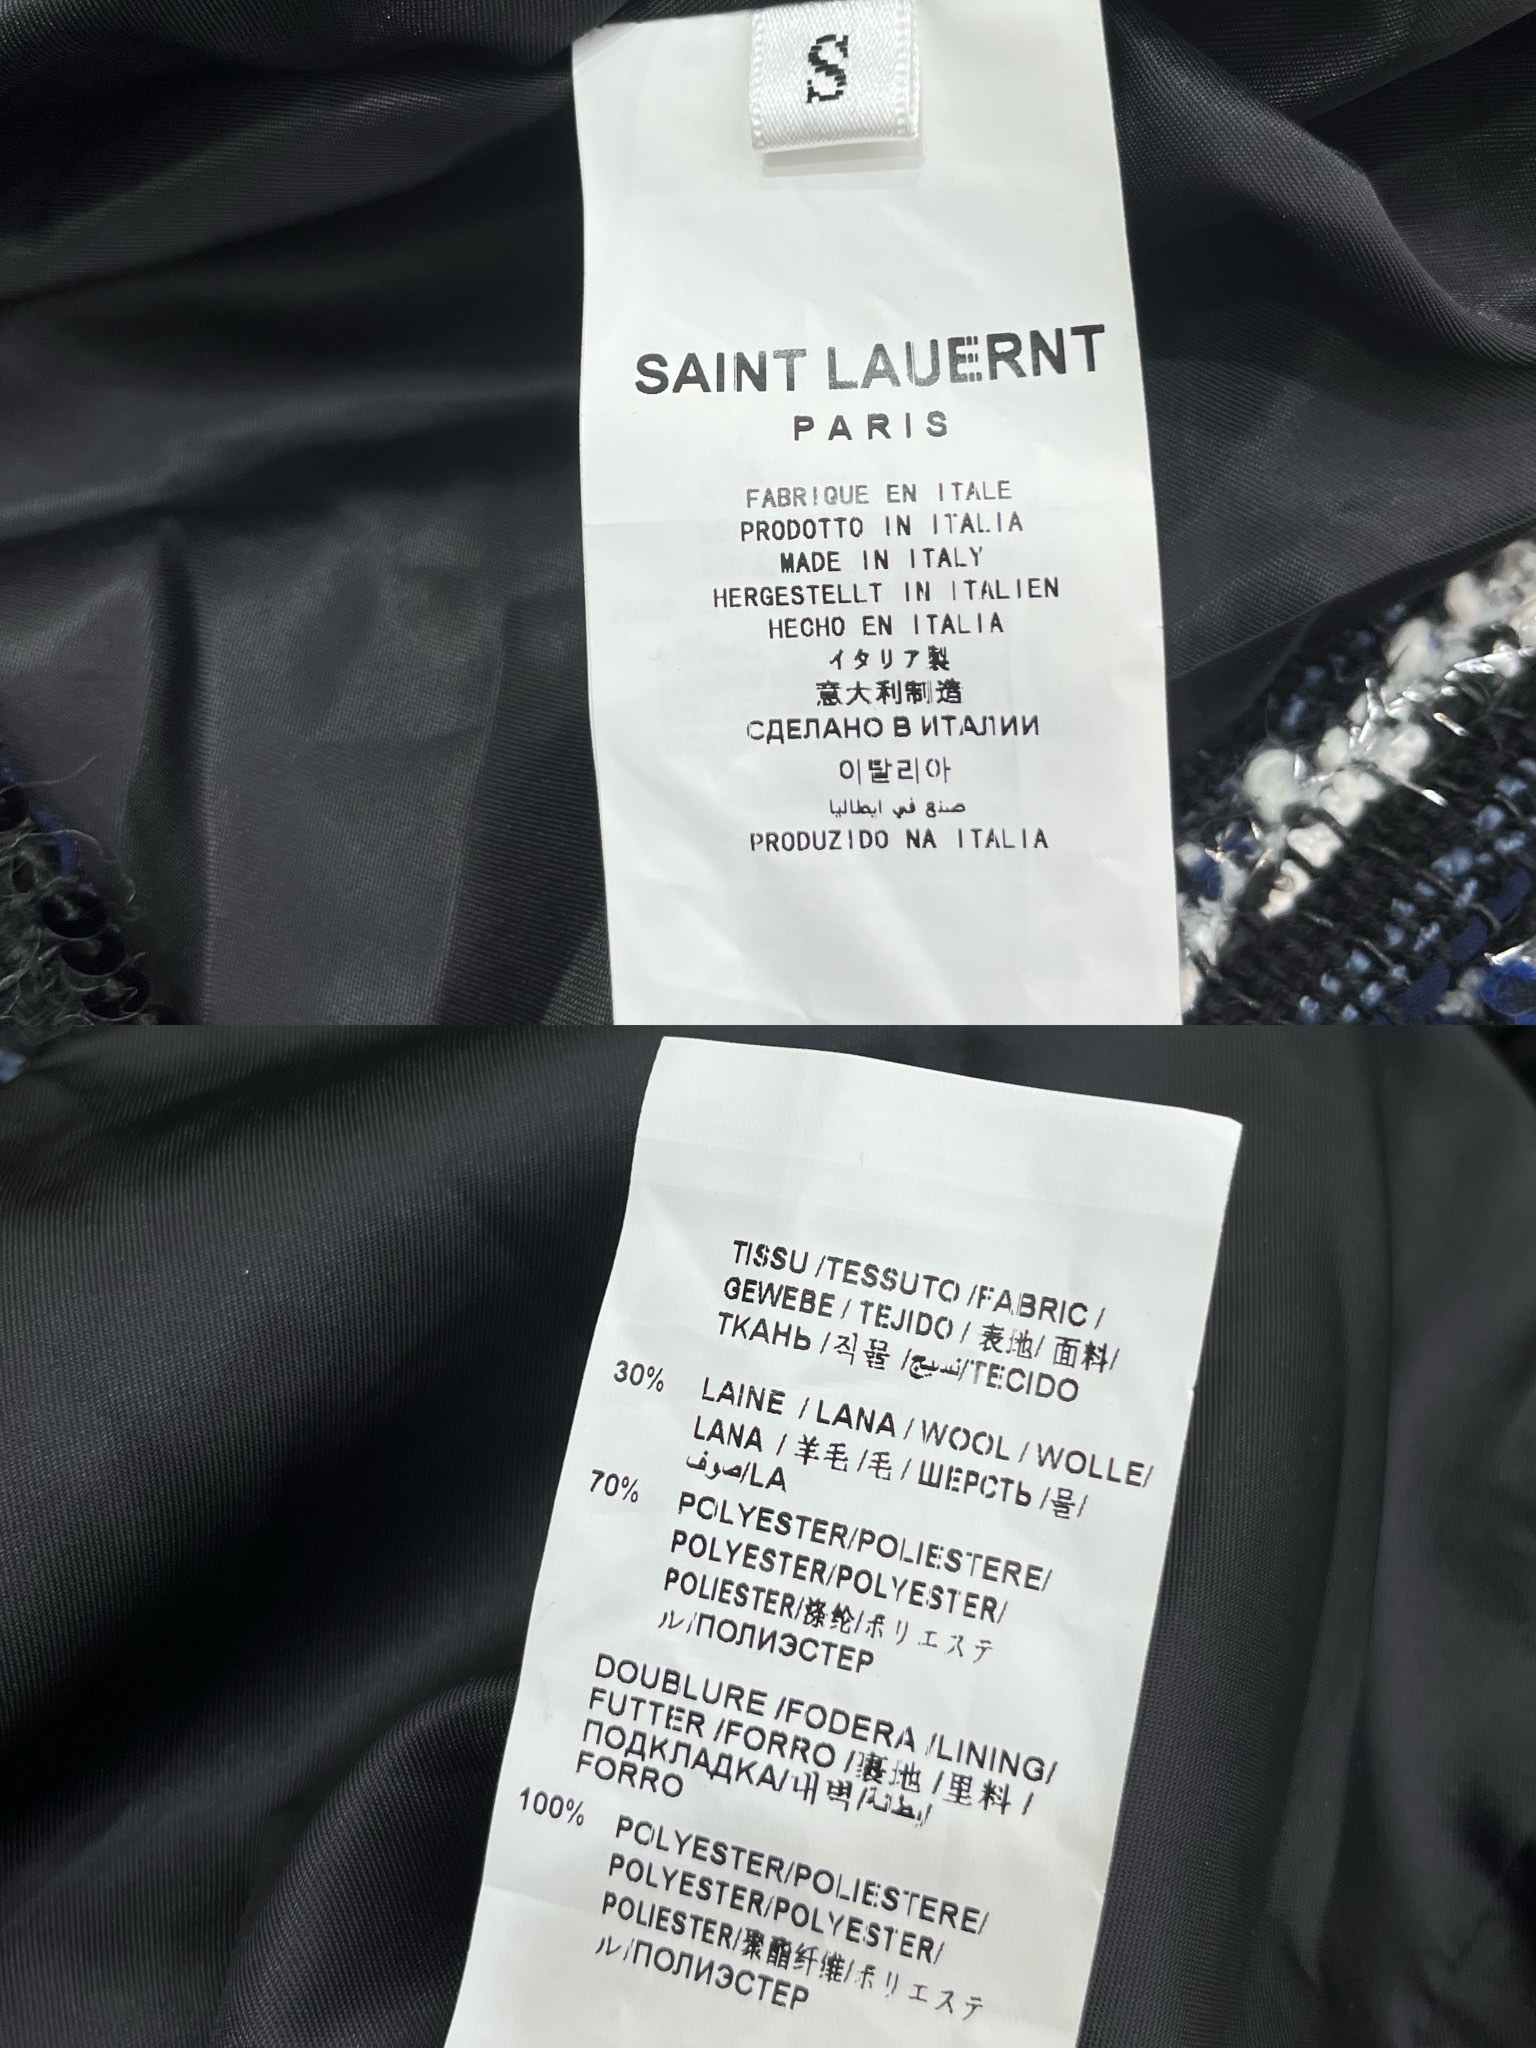 S
SAINT LAUERNT
PARIS
FABRIQUE EN ITALE
PRODOTTO IN ITALIA
MADE IN ITALY
HERGESTELLT IN ITALIEN
HECHO EN ITALIA
イタリア製
意大利制造
СДЕЛАНО В ИТАЛИИ
이딸리아
صنع في ايطاليا
PRODUZIDO NA ITALIA
TISSU /TESSUTO /FABRIC /
GEWEBE / TEJIDO / 表地/ 面料/
ТКАНЬ /직물 /نسيج/TECIDO
30% LAINE / LANA / WOOL / WOLLE/
LANA / 羊毛 /毛 / ШЕРСТЬ /물/
صوف/LA
70% POLYESTER/POLIESTERE/
POLYESTER/POLYESTER/
POLIESTER/涤纶/ポリエステ
ル/ПОЛИЭСТЕР
DOUBLURE /FODERA /LINING/
FUTTER /FORRO /裏地 /里料 /
ПОДКЛАДКА/내벽/بطانة/
FORRO
100% POLYESTER/POLIESTERE/
POLYESTER/POLYESTER/
POLIESTER/聚酯纤维/ポリエステ
ル/ПОЛИЭСТЕР